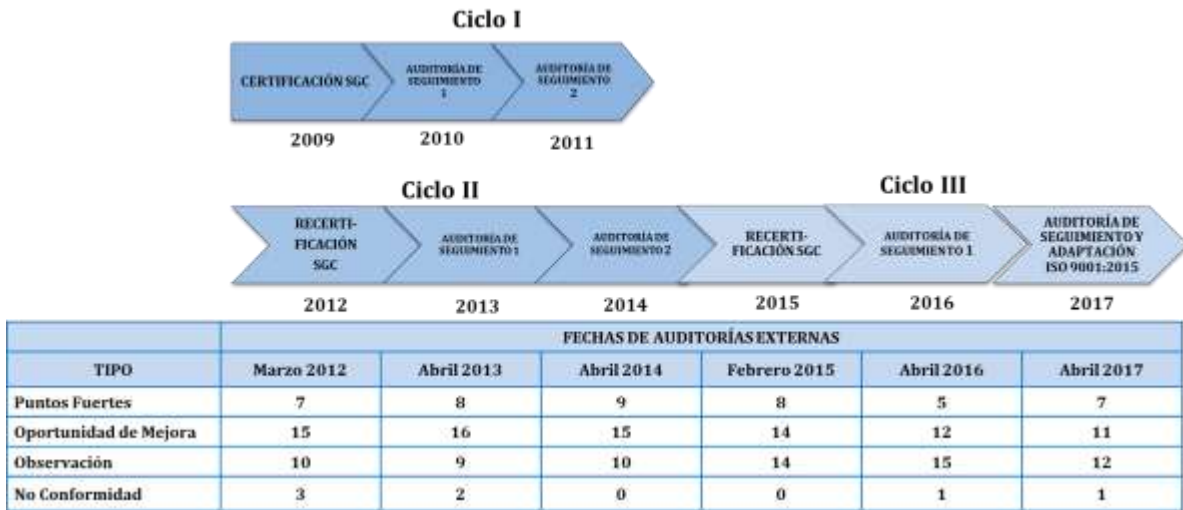 Ciclo I
CERTIFICACIÓN SGC
AUDITORÍA DE
SEGUIMIENTO
1
AUDITORÍA DE
SEGUIMIENTO
2
2009
2010
2011
Ciclo II
Ciclo III
RECERTI-
FICACIÓN
SGC
AUDITORÍA DE
SEGUIMIENTO 1
AUDITORÍA DE
SEGUIMIENTO 2
RECERTI-
FICACIÓN SGC
AUDITORÍA DE
SEGUIMIENTO 1
AUDITORÍA DE
SEGUIMIENTO Y
ADAPTACIÓN
ISO 9001:2015
2012
2013
2014
2015
2016
2017
FECHAS DE AUDITORÍAS EXTERNAS
TIPO Marzo 2012 Abril 2013 Abril 2014 Febrero 2015 Abril 2016 Abril 2017
Puntos Fuertes 7 8 9 8 5 7
Oportunidad de Mejora 15 16 15 14 12 11
Observación 10 9 10 14 15 12
No Conformidad 3 2 0 0 1 1